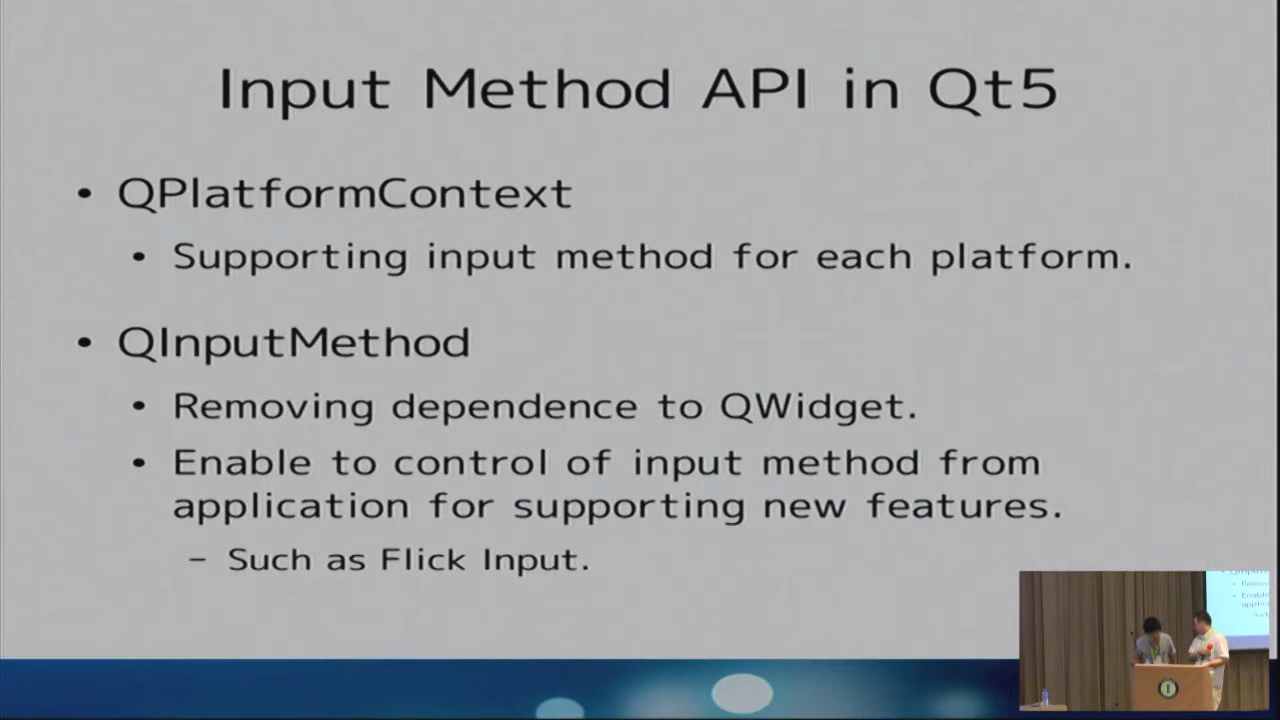 Input Method API in Qt5
• QPlatformContext
• Supporting input method for each platform.
• QInputMethod
• Removing dependence to QWidget.
• Enable to control of input method from
application for supporting new features.
– Such as Flick Input.